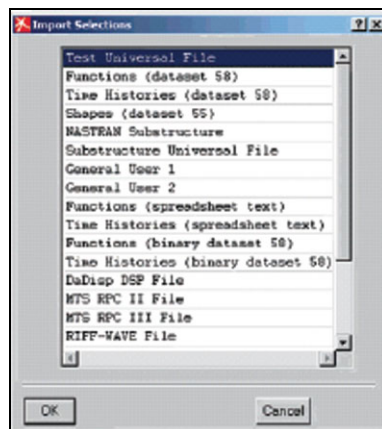 Import Selections
Test Universal File
Functions (dataset 58)
Time Histories (dataset 58)
Shapes (dataset 55)
NASTRAN Substructure
Substructure Universal File
General User 1
General User 2
Functions (spreadsheet text)
Time Histories (spreadsheet text)
Functions (binary dataset 58)
Time Histories (binary dataset 58)
DaDisp DSP File
MTS RPC II File
MTS RPC III File
RIFF-WAVE File
OK
Cancel